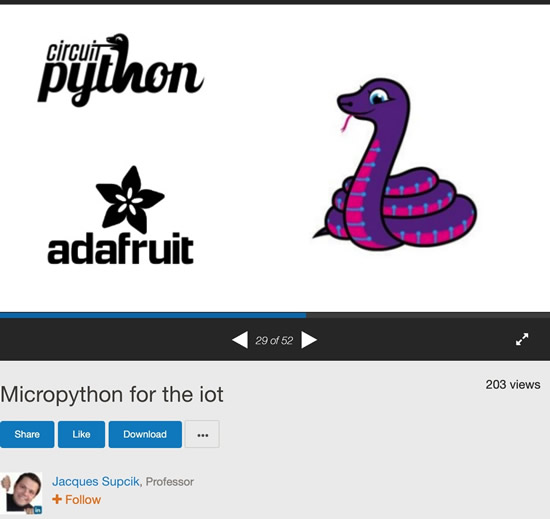 circuit
python
adafruit
29 of 52
Micropython for the iot
203 views
Share
Like
Download
...
Jacques Supcik, Professor
in
+ Follow